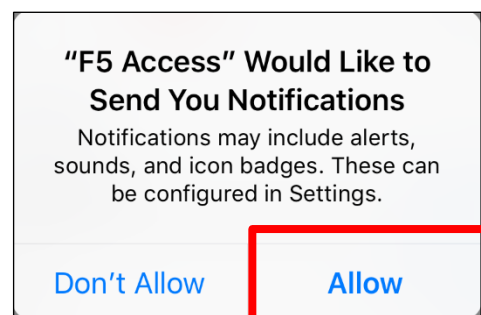 “F5 Access” Would Like to
Send You Notifications
Notifications may include alerts,
sounds, and icon badges. These can
be configured in Settings.
Don’t Allow
Allow